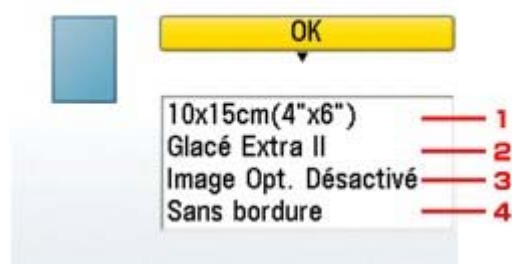 OK
10x15cm(4"x6") 1
Glacé Extra II 2
Image Opt. Désactivé 3
Sans bordure 4